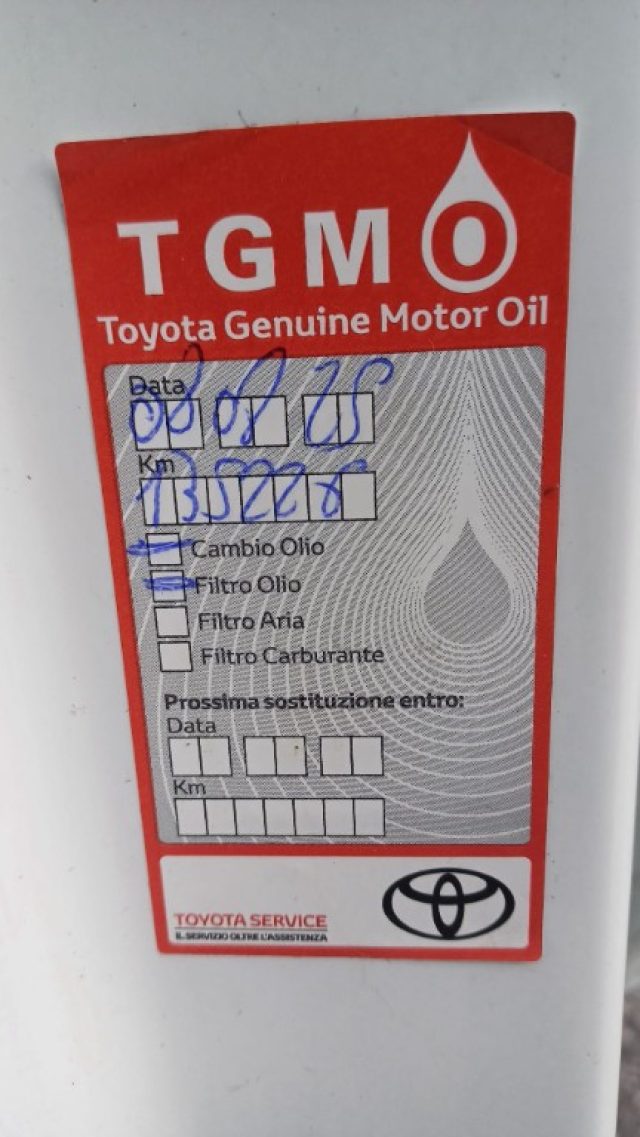 TGMO
Toyota Genuine Motor Oil
Data
08 08 25
Km
135228
Cambio Olio
Filtro Olio
Filtro Aria
Filtro Carburante
Prossima sostituzione entro:
Data
Km
TOYOTA SERVICE
IL SERVIZIO OLTRE L'ASSISTENZA